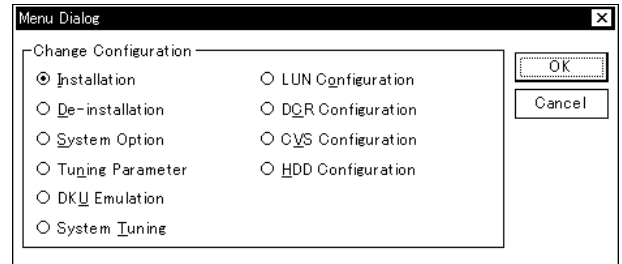 Menu Dialog
Change Configuration
Installation
De-installation
System Option
Tuning Parameter
DKU Emulation
System Tuning
LUN Configuration
DCR Configuration
CVS Configuration
HDD Configuration
OK
Cancel